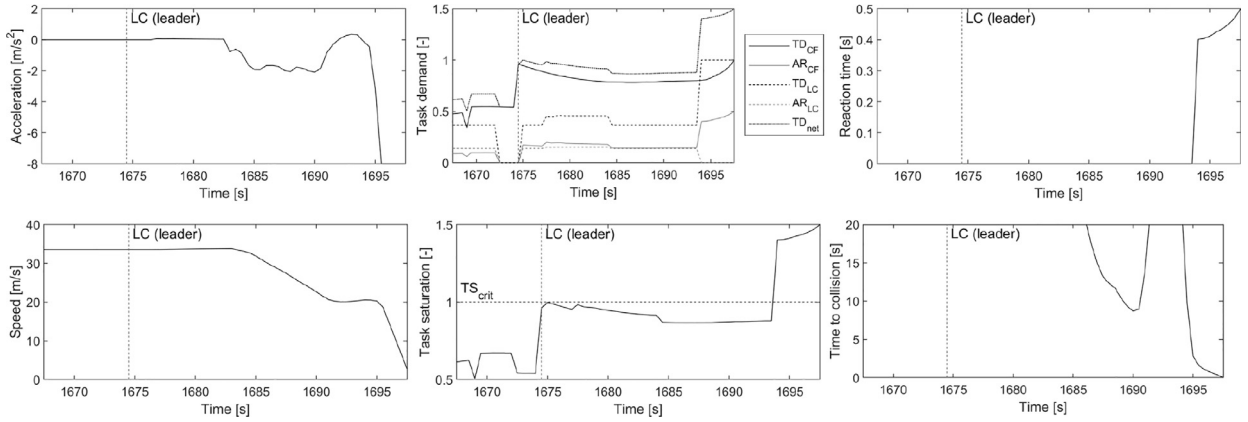 LC (leader)
2
0
-2
-4
-6
-8
Acceleration [m/s²]
1670 1675 1680 1685 1690 1695
Time [s]
LC (leader)
1.5
1
0.5
0
Task demand [-]
1670 1675 1680 1685 1690 1695
Time [s]
TD_CF
AR_CF
TD_LC
AR_LC
TD_net
LC (leader)
0.5
0.4
0.3
0.2
0.1
0
Reaction time [s]
1670 1675 1680 1685 1690 1695
Time [s]
LC (leader)
40
30
20
10
0
Speed [m/s]
1670 1675 1680 1685 1690 1695
Time [s]
LC (leader)
1.5
TS_crit
1
0.5
Task saturation [-]
1670 1675 1680 1685 1690 1695
Time [s]
LC (leader)
20
15
10
5
0
Time to collision [s]
1670 1675 1680 1685 1690 1695
Time [s]